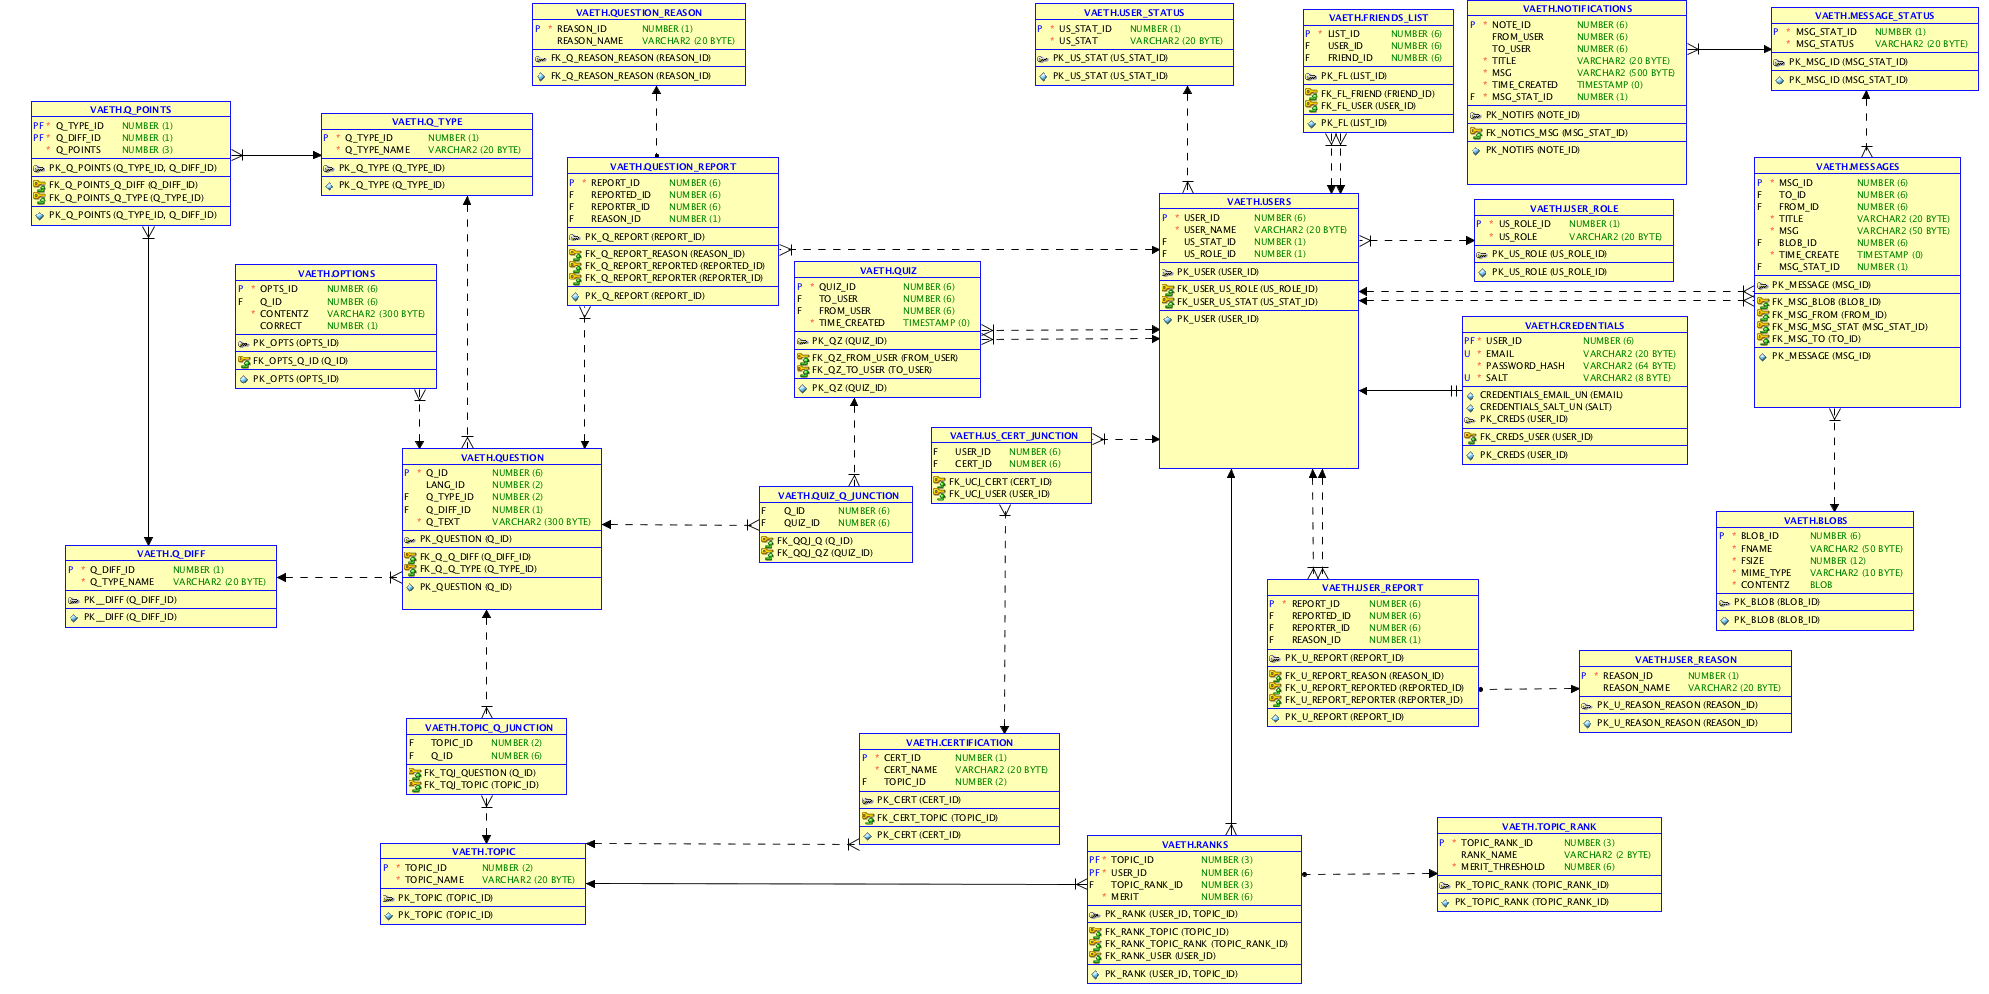 VAETH.QUESTION_REASON
P * REASON_ID NUMBER (1)
REASON_NAME VARCHAR2 (20 BYTE)
FK_Q_REASON_REASON (REASON_ID)
FK_Q_REASON_REASON (REASON_ID)
VAETH.USER_STATUS
P * US_STAT_ID NUMBER (1)
* US_STAT VARCHAR2 (20 BYTE)
PK_US_STAT (US_STAT_ID)
PK_US_STAT (US_STAT_ID)
VAETH.FRIENDS_LIST
P * LIST_ID NUMBER (6)
F USER_ID NUMBER (6)
F FRIEND_ID NUMBER (6)
PK_FL (LIST_ID)
FK_FL_FRIEND (FRIEND_ID)
FK_FL_USER (USER_ID)
PK_FL (LIST_ID)
VAETH.NOTIFICATIONS
P * NOTE_ID NUMBER (6)
FROM_USER NUMBER (6)
TO_USER NUMBER (6)
* TITLE VARCHAR2 (20 BYTE)
* MSG VARCHAR2 (500 BYTE)
* TIME_CREATED TIMESTAMP (0)
F * MSG_STAT_ID NUMBER (1)
PK_NOTIFS (NOTE_ID)
FK_NOTICS_MSG (MSG_STAT_ID)
PK_NOTIFS (NOTE_ID)
VAETH.MESSAGE_STATUS
P * MSG_STAT_ID NUMBER (1)
* MSG_STATUS VARCHAR2 (20 BYTE)
PK_MSG_ID (MSG_STAT_ID)
PK_MSG_ID (MSG_STAT_ID)
VAETH.Q_POINTS
PF * Q_TYPE_ID NUMBER (1)
PF * Q_DIFF_ID NUMBER (1)
* Q_POINTS NUMBER (3)
PK_Q_POINTS (Q_TYPE_ID, Q_DIFF_ID)
FK_Q_POINTS_Q_DIFF (Q_DIFF_ID)
FK_Q_POINTS_Q_TYPE (Q_TYPE_ID)
PK_Q_POINTS (Q_TYPE_ID, Q_DIFF_ID)
VAETH.Q_TYPE
P * Q_TYPE_ID NUMBER (1)
* Q_TYPE_NAME VARCHAR2 (20 BYTE)
PK_Q_TYPE (Q_TYPE_ID)
PK_Q_TYPE (Q_TYPE_ID)
VAETH.QUESTION_REPORT
P * REPORT_ID NUMBER (6)
F REPORTED_ID NUMBER (6)
F REPORTER_ID NUMBER (6)
F REASON_ID NUMBER (1)
PK_Q_REPORT (REPORT_ID)
FK_Q_REPORT_REASON (REASON_ID)
FK_Q_REPORT_REPORTED (REPORTED_ID)
FK_Q_REPORT_REPORTER (REPORTER_ID)
PK_Q_REPORT (REPORT_ID)
VAETH.USERS
P * USER_ID NUMBER (6)
* USER_NAME VARCHAR2 (20 BYTE)
F US_STAT_ID NUMBER (1)
F US_ROLE_ID NUMBER (1)
PK_USER (USER_ID)
FK_USER_US_ROLE (US_ROLE_ID)
FK_USER_US_STAT (US_STAT_ID)
PK_USER (USER_ID)
VAETH.USER_ROLE
P * US_ROLE_ID NUMBER (1)
* US_ROLE VARCHAR2 (20 BYTE)
PK_US_ROLE (US_ROLE_ID)
PK_US_ROLE (US_ROLE_ID)
VAETH.MESSAGES
P * MSG_ID NUMBER (6)
F TO_ID NUMBER (6)
F FROM_ID NUMBER (6)
* TITLE VARCHAR2 (20 BYTE)
* MSG VARCHAR2 (50 BYTE)
F BLOB_ID NUMBER (6)
* TIME_CREATE TIMESTAMP (0)
F MSG_STAT_ID NUMBER (1)
PK_MESSAGE (MSG_ID)
FK_MSG_BLOB (BLOB_ID)
FK_MSG_FROM (FROM_ID)
FK_MSG_MSG_STAT (MSG_STAT_ID)
FK_MSG_TO (TO_ID)
PK_MESSAGE (MSG_ID)
VAETH.OPTIONS
P * OPTS_ID NUMBER (6)
F Q_ID NUMBER (6)
* CONTENTZ VARCHAR2 (300 BYTE)
CORRECT NUMBER (1)
PK_OPTS (OPTS_ID)
FK_OPTS_Q_ID (Q_ID)
PK_OPTS (OPTS_ID)
VAETH.QUIZ
P * QUIZ_ID NUMBER (6)
F TO_USER NUMBER (6)
F FROM_USER NUMBER (6)
* TIME_CREATED TIMESTAMP (0)
PK_QZ (QUIZ_ID)
FK_QZ_FROM_USER (FROM_USER)
FK_QZ_TO_USER (TO_USER)
PK_QZ (QUIZ_ID)
VAETH.CREDENTIALS
PF * USER_ID NUMBER (6)
U * EMAIL VARCHAR2 (20 BYTE)
* PASSWORD_HASH VARCHAR2 (64 BYTE)
U * SALT VARCHAR2 (8 BYTE)
CREDENTIALS_EMAIL_UN (EMAIL)
CREDENTIALS_SALT_UN (SALT)
PK_CREDS (USER_ID)
FK_CREDS_USER (USER_ID)
PK_CREDS (USER_ID)
VAETH.US_CERT_JUNCTION
F USER_ID NUMBER (6)
F CERT_ID NUMBER (6)
FK_UCJ_CERT (CERT_ID)
FK_UCJ_USER (USER_ID)
VAETH.QUESTION
P * Q_ID NUMBER (6)
LANG_ID NUMBER (2)
F Q_TYPE_ID NUMBER (2)
F Q_DIFF_ID NUMBER (1)
* Q_TEXT VARCHAR2 (300 BYTE)
PK_QUESTION (Q_ID)
FK_Q_Q_DIFF (Q_DIFF_ID)
FK_Q_Q_TYPE (Q_TYPE_ID)
PK_QUESTION (Q_ID)
VAETH.QUIZ_Q_JUNCTION
F Q_ID NUMBER (6)
F QUIZ_ID NUMBER (6)
FK_QQJ_Q (Q_ID)
FK_QQJ_QZ (QUIZ_ID)
VAETH.BLOBS
P * BLOB_ID NUMBER (6)
* FNAME VARCHAR2 (50 BYTE)
* FSIZE NUMBER (12)
* MIME_TYPE VARCHAR2 (10 BYTE)
* CONTENTZ BLOB
PK_BLOB (BLOB_ID)
PK_BLOB (BLOB_ID)
VAETH.Q_DIFF
P * Q_DIFF_ID NUMBER (1)
* Q_TYPE_NAME VARCHAR2 (20 BYTE)
PK__DIFF (Q_DIFF_ID)
PK__DIFF (Q_DIFF_ID)
VAETH.USER_REPORT
P * REPORT_ID NUMBER (6)
F REPORTED_ID NUMBER (6)
F REPORTER_ID NUMBER (6)
F REASON_ID NUMBER (1)
PK_U_REPORT (REPORT_ID)
FK_U_REPORT_REASON (REASON_ID)
FK_U_REPORT_REPORTED (REPORTED_ID)
FK_U_REPORT_REPORTER (REPORTER_ID)
PK_U_REPORT (REPORT_ID)
VAETH.USER_REASON
P * REASON_ID NUMBER (1)
REASON_NAME VARCHAR2 (20 BYTE)
PK_U_REASON_REASON (REASON_ID)
PK_U_REASON_REASON (REASON_ID)
VAETH.TOPIC_Q_JUNCTION
F TOPIC_ID NUMBER (2)
F Q_ID NUMBER (6)
FK_TQJ_QUESTION (Q_ID)
FK_TQJ_TOPIC (TOPIC_ID)
VAETH.CERTIFICATION
P * CERT_ID NUMBER (1)
* CERT_NAME VARCHAR2 (20 BYTE)
F TOPIC_ID NUMBER (2)
PK_CERT (CERT_ID)
FK_CERT_TOPIC (TOPIC_ID)
PK_CERT (CERT_ID)
VAETH.TOPIC
P * TOPIC_ID NUMBER (2)
* TOPIC_NAME VARCHAR2 (20 BYTE)
PK_TOPIC (TOPIC_ID)
PK_TOPIC (TOPIC_ID)
VAETH.RANKS
PF * TOPIC_ID NUMBER (3)
PF * USER_ID NUMBER (6)
F TOPIC_RANK_ID NUMBER (3)
* MERIT NUMBER (6)
PK_RANK (USER_ID, TOPIC_ID)
FK_RANK_TOPIC (TOPIC_ID)
FK_RANK_TOPIC_RANK (TOPIC_RANK_ID)
FK_RANK_USER (USER_ID)
PK_RANK (USER_ID, TOPIC_ID)
VAETH.TOPIC_RANK
P * TOPIC_RANK_ID NUMBER (3)
RANK_NAME VARCHAR2 (2 BYTE)
* MERIT_THRESHOLD NUMBER (6)
PK_TOPIC_RANK (TOPIC_RANK_ID)
PK_TOPIC_RANK (TOPIC_RANK_ID)